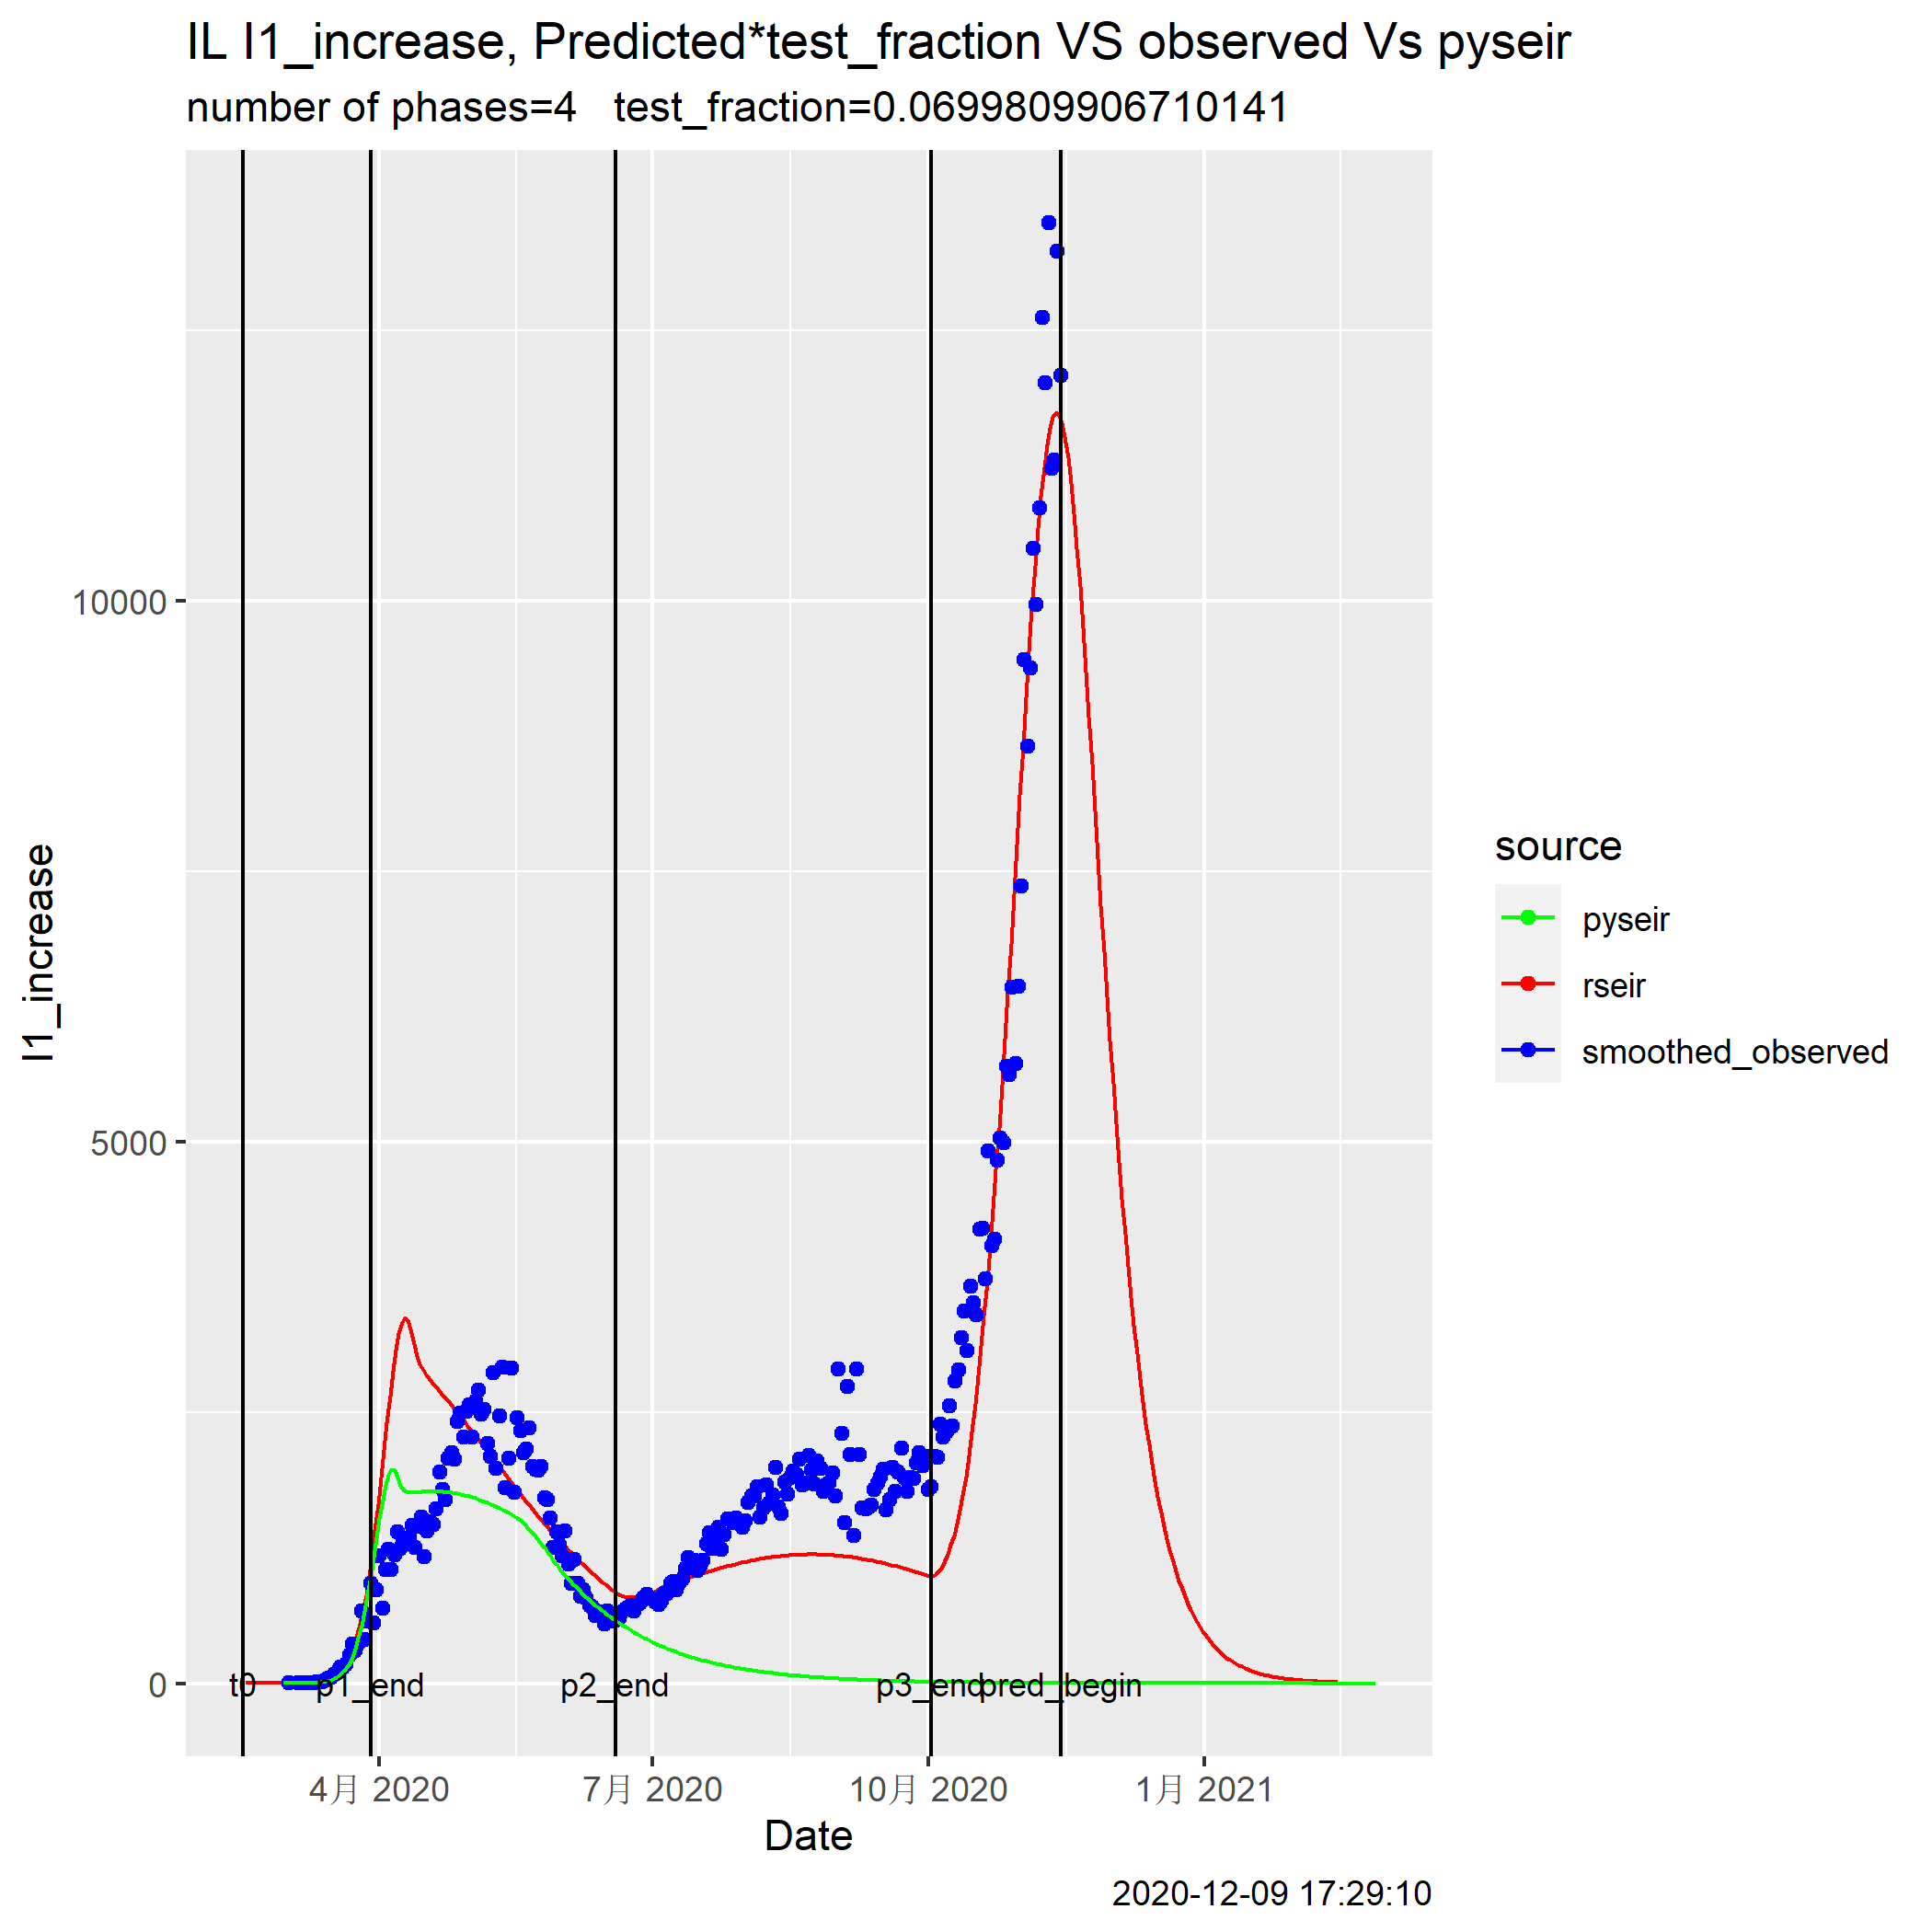 IL I1_increase, Predicted*test_fraction VS observed Vs pyseir
number of phases=4 test_fraction=0.0699809906710141
I1_increase
10000
5000
0
t0
p1_end
p2_end
p3_end
pred_begin
4月 2020
7月 2020
10月 2020
1月 2021
Date
source
pyseir
rseir
smoothed_observed
2020-12-09 17:29:10